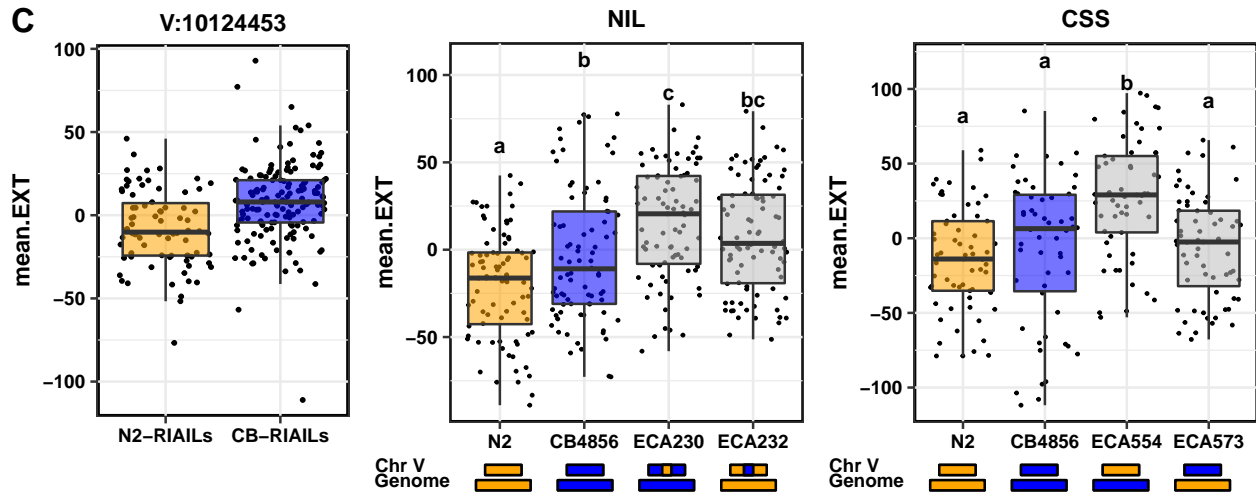 C
V:10124453
mean.EXT
100
50
0
−50
−100
N2−RIAILs CB−RIAILs
NIL
mean.EXT
100
50
0
−50
a b c bc
N2 CB4856 ECA230 ECA232
Chr V
Genome
CSS
mean.EXT
100
50
0
−50
−100
a a b a
N2 CB4856 ECA554 ECA573
Chr V
Genome